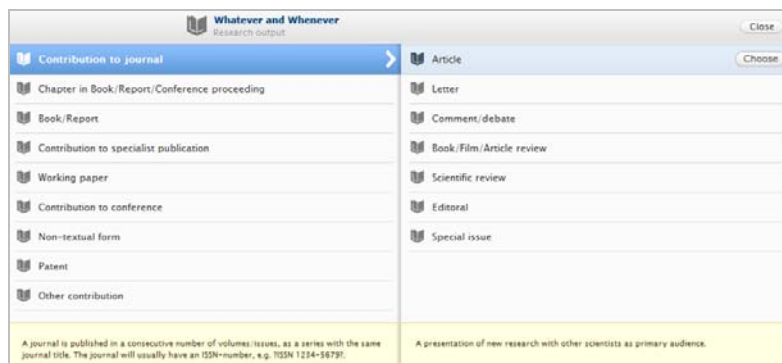 Whatever and Whenever
Research output
Close
Contribution to journal
Chapter in Book/Report/Conference proceeding
Book/Report
Contribution to specialist publication
Working paper
Contribution to conference
Non-textual form
Patent
Other contribution
A journal is published in a consecutive number of volumes/issues, as a series with the same
journal title. The journal will usually have an ISSN-number, e.g. ?ISSN 1234-5679?.
Article
Choose
Letter
Comment/debate
Book/Film/Article review
Scientific review
Editoral
Special issue
A presentation of new research with other scientists as primary audience.